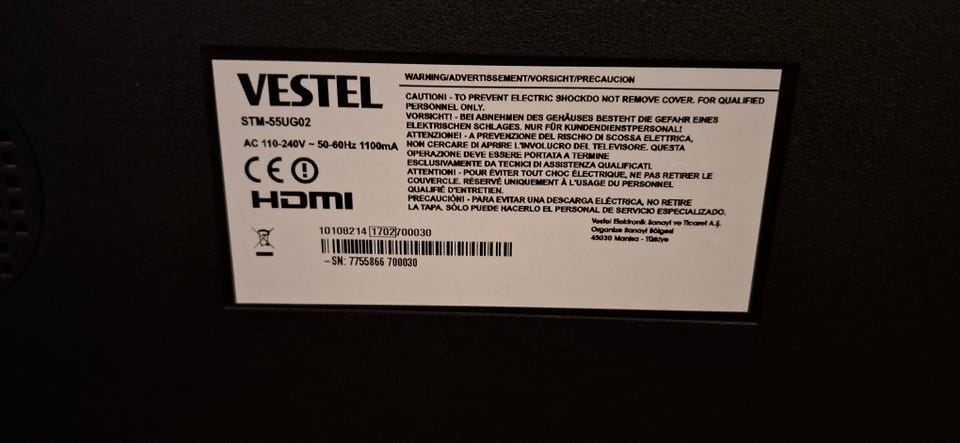 VESTEL
STM-55UG02
AC 110-240V ~ 50-60Hz 1100mA
CE
HDMI
10108214 1702 700030
-SN: 7755866 700030
WARNING/ADVERTISSEMENT/VORSICHT/PRECAUCION
CAUTION! - TO PREVENT ELECTRIC SHOCKDO NOT REMOVE COVER. FOR QUALIFIED
PERSONNEL ONLY.
VORSICHT! - BEI ABNEHMEN DES GEHÄUSES BESTEHT DIE GEFAHR EINES
ELEKTRISCHEN SCHLAGES. NUR FÜR KUNDENDIENSTPERSONAL!
ATTENZIONE! - A PREVENZIONE DEL RISCHIO DI SCOSSA ELETTRICA,
NON CERCARE DI APRIRE L'INVOLUCRO DEL TELEVISORE. QUESTA
OPERAZIONE DEVE ESSERE PORTATA A TERMINE
ESCLUSIVAMENTE DA TECNICI DI ASSISTENZA QUALIFICATI.
ATTENTION! - POUR ÉVITER TOUT CHOC ÉLECTRIQUE, NE PAS RETIRER LE
COUVERCLE. RÉSERVÉ UNIQUEMENT À L'USAGE DU PERSONNEL
QUALIFIÉ D'ENTRETIEN.
PRECAUCIÓN! - PARA EVITAR UNA DESCARGA ELÉCTRICA, NO RETIRE
LA TAPA. SÓLO PUEDE HACERLO EL PERSONAL DE SERVICIO ESPECIALIZADO.
Vestel Elektronik Sanayi ve Ticaret A.Ş.
Organize Sanayi Bölgesi
45030 Manisa - Türkiye